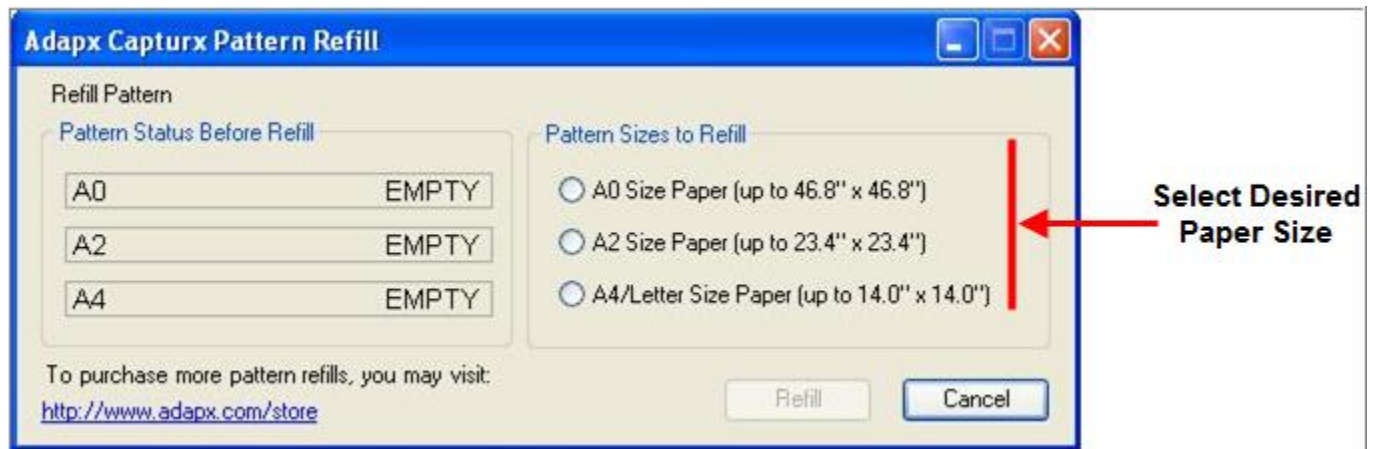 Adapx Capturx Pattern Refill
Refill Pattern
Pattern Status Before Refill
A0 EMPTY
A2 EMPTY
A4 EMPTY
Pattern Sizes to Refill
A0 Size Paper (up to 46.8" x 46.8")
A2 Size Paper (up to 23.4" x 23.4")
A4/Letter Size Paper (up to 14.0" x 14.0")
Select Desired
Paper Size
To purchase more pattern refills, you may visit:
http://www.adapx.com/store
Refill
Cancel